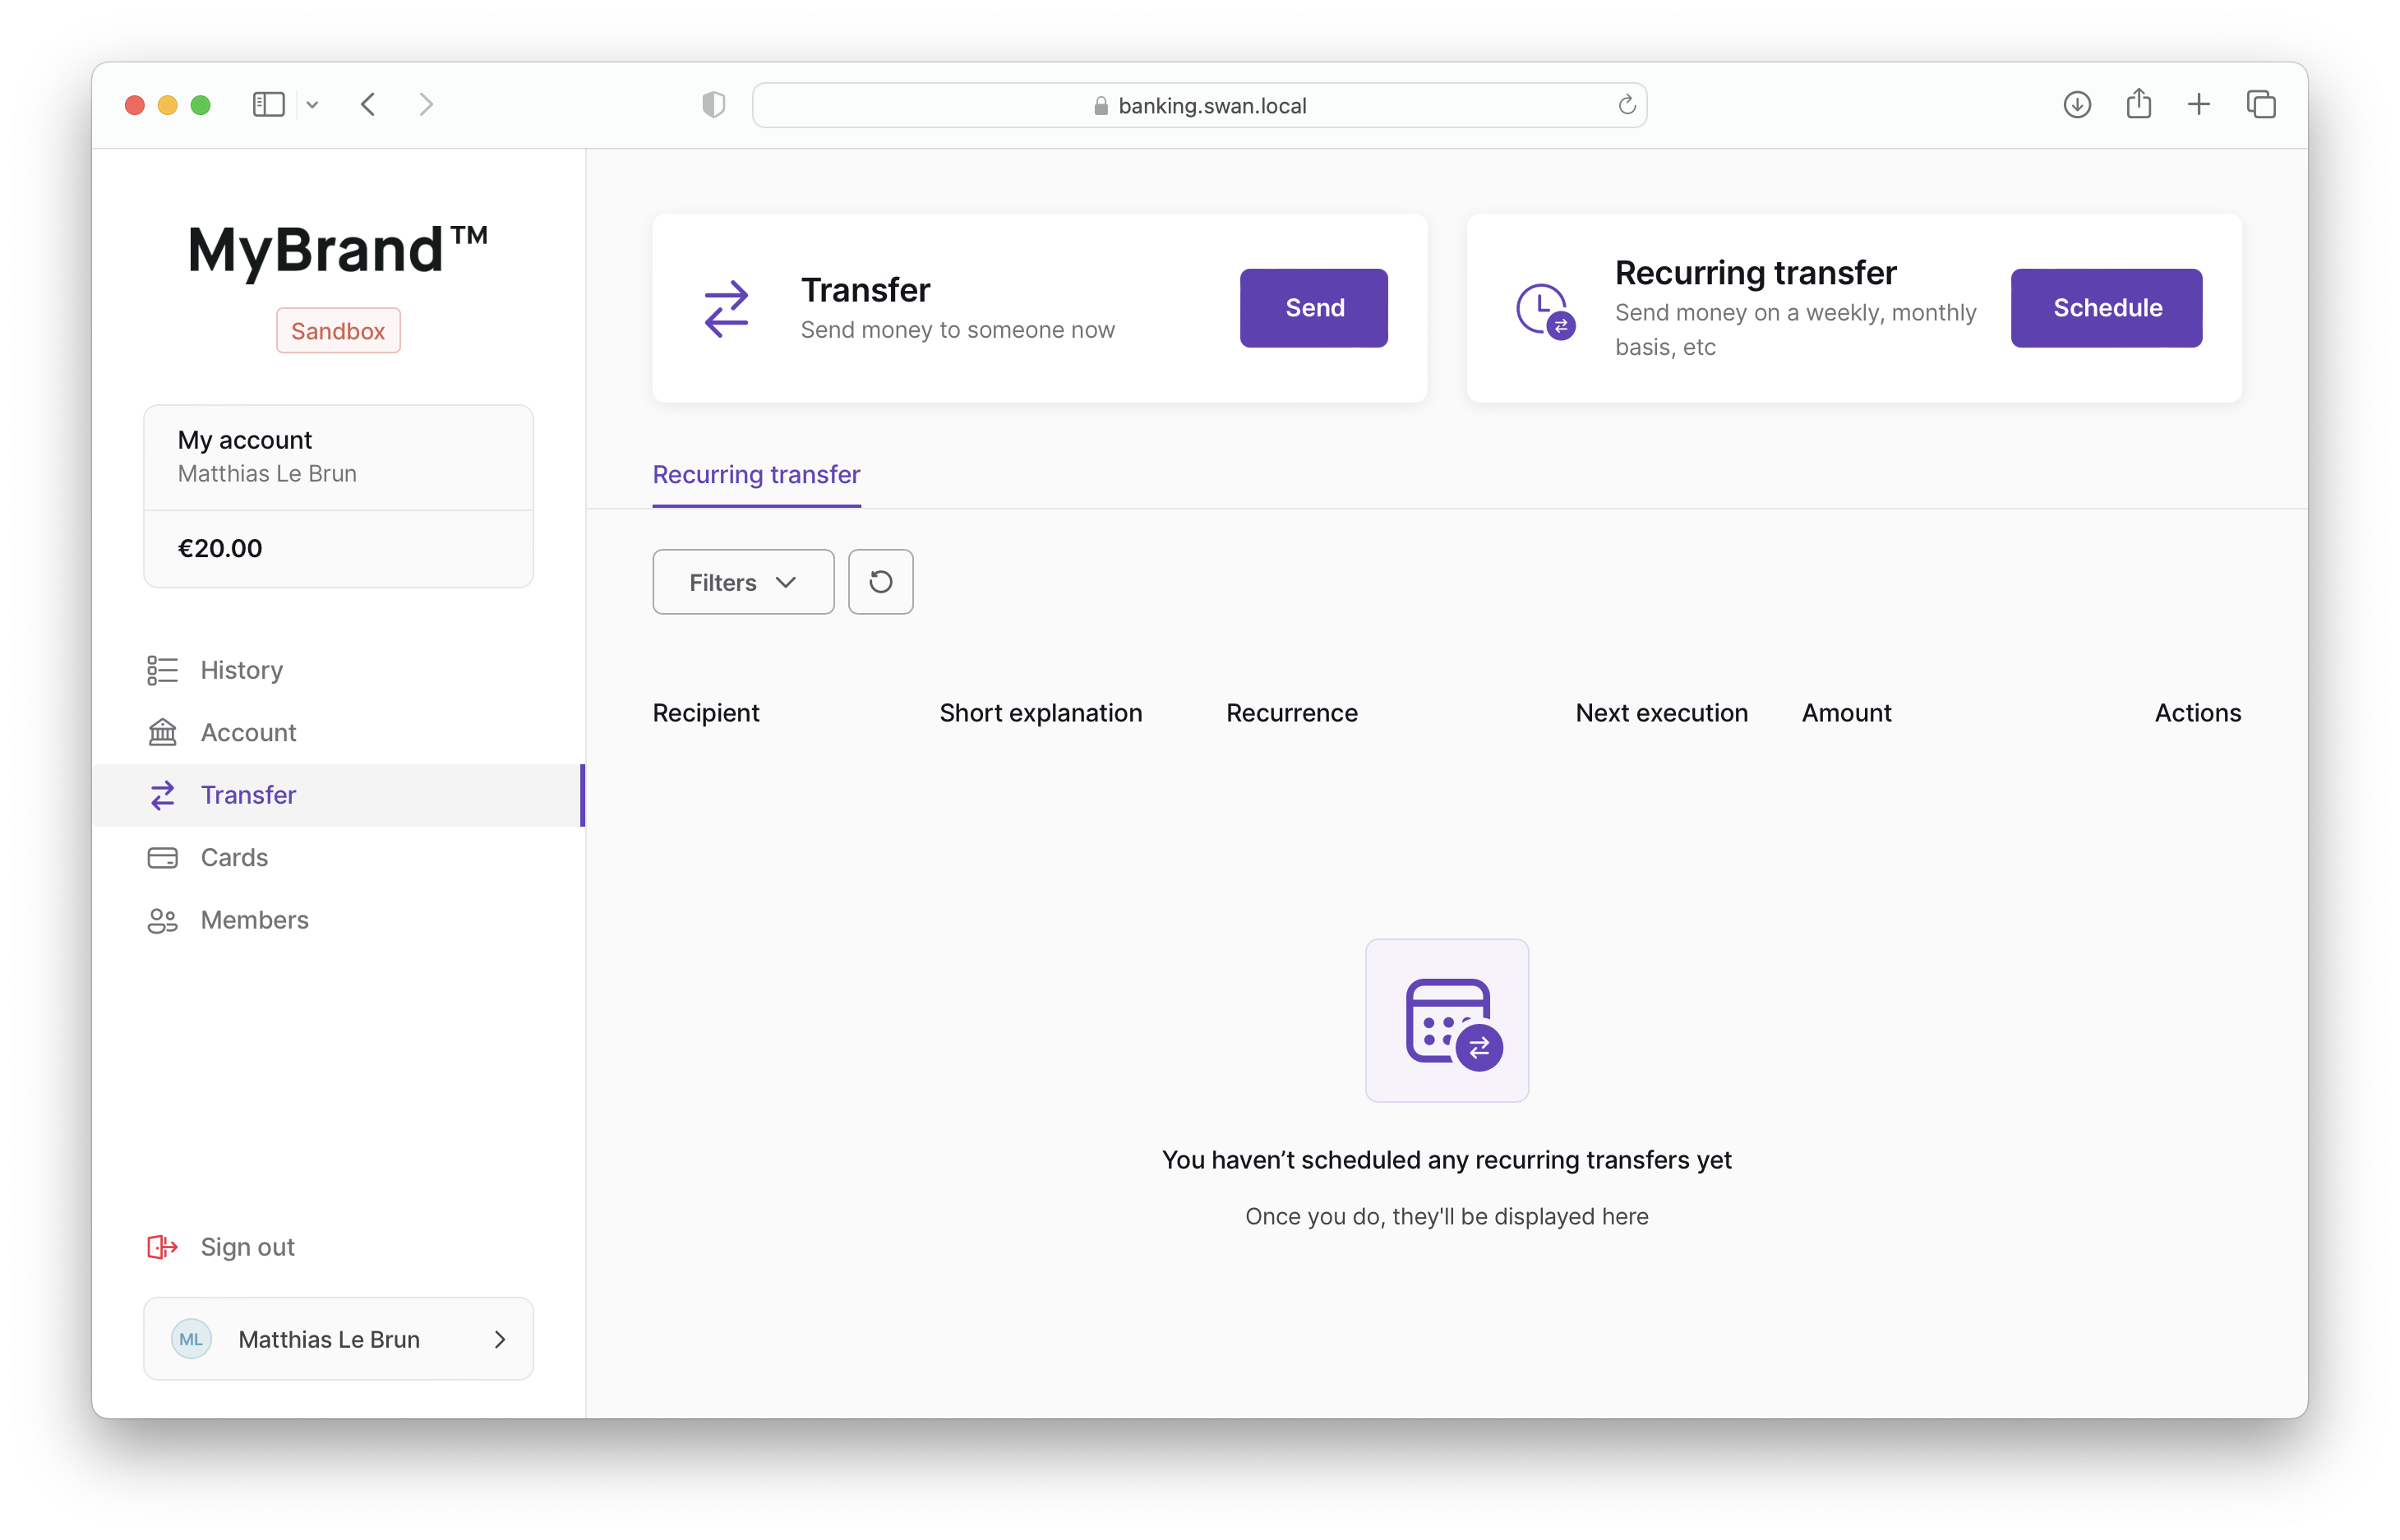 banking.swan.local
MyBrand™
Sandbox
My account
Matthias Le Brun
€20.00
History
Account
Transfer
Cards
Members
Sign out
ML
Matthias Le Brun
Transfer
Send money to someone now
Send
Recurring transfer
Send money on a weekly, monthly
basis, etc
Schedule
Recurring transfer
Filters
Recipient Short explanation Recurrence Next execution Amount Actions
You haven’t scheduled any recurring transfers yet
Once you do, they'll be displayed here